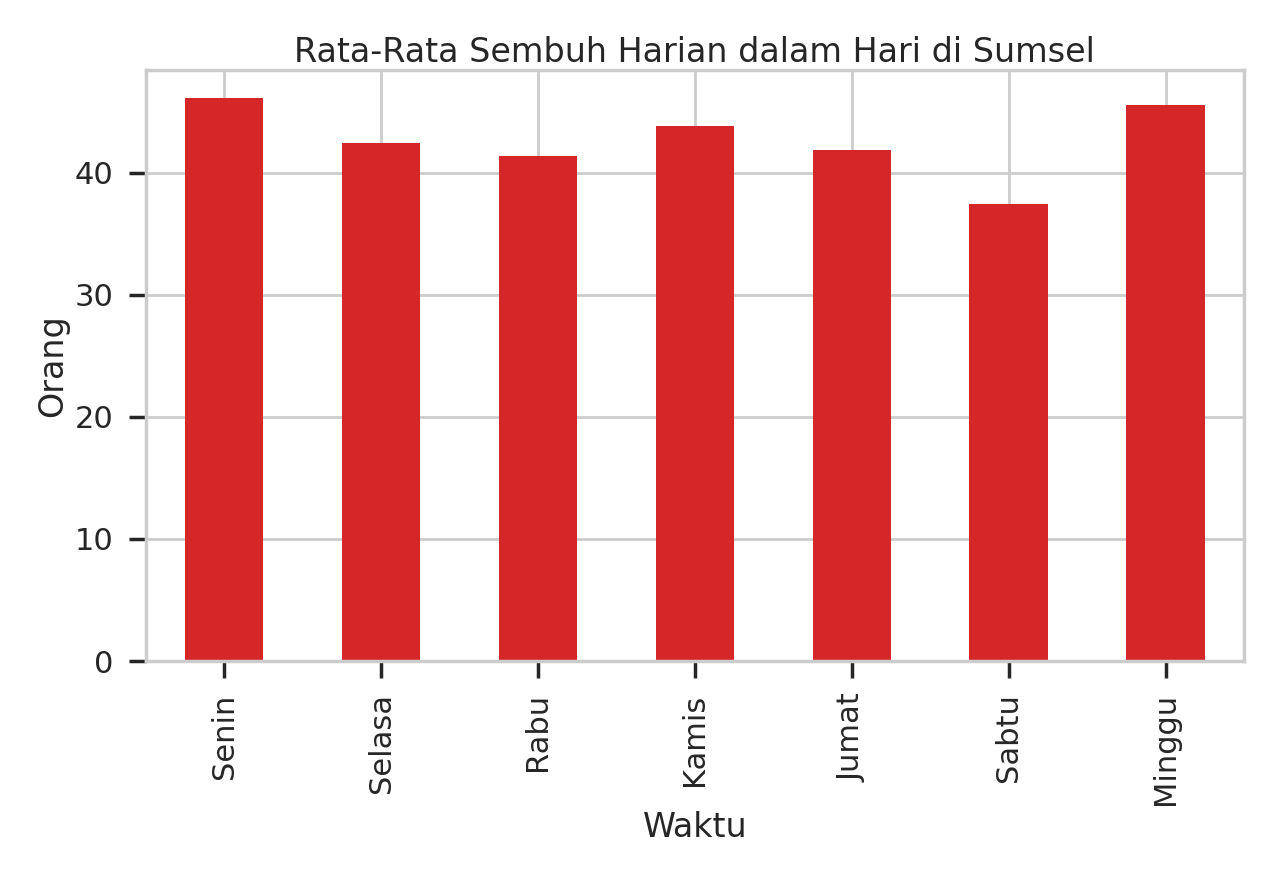 Rata-Rata Sembuh Harian dalam Hari di Sumsel
Orang
40
30
20
10
0
Senin
Selasa
Rabu
Kamis
Jumat
Sabtu
Minggu
Waktu